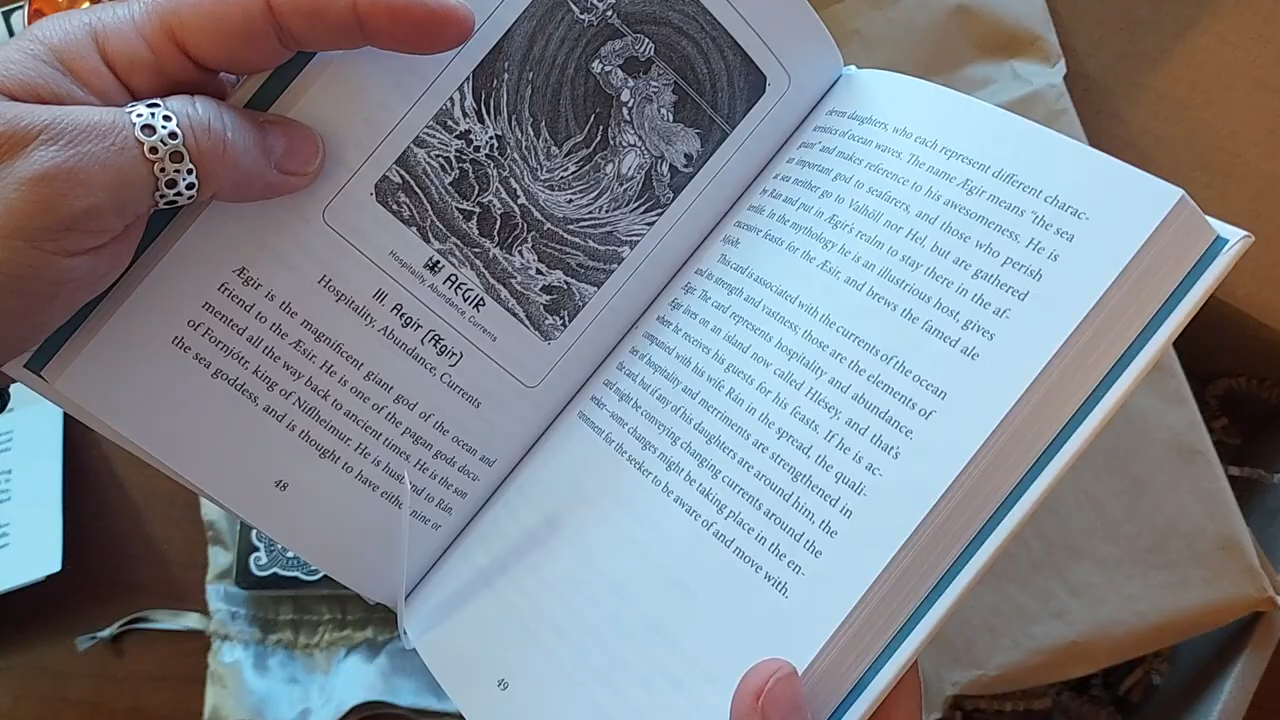 AEGIR
Hospitality, Abundance, Currents
III. Aegir (Ægir)
Hospitality, Abundance, Currents
Ægir is the magnificent giant god of the ocean and
friend to the Æsir. He is one of the pagan gods docu-
mented all the way back to ancient times. He is the son
of Fornjótr, king of Niflheimur. He is husband to Rán,
the sea goddess, and is thought to have either nine or
48
eleven daughters, who each represent different charac-
teristics of ocean waves. The name Ægir means “the sea
giant” and makes reference to his awesomeness. He is
an important god to seafarers, and those who perish
at sea neither go to Valhöll nor Hel, but are gathered
by Rán and put in Ægir’s realm to stay there in the af-
terlife. In the mythology he is an illustrious host, gives
excessive feasts for the Æsir, and brews the famed ale
Mjöðr.
This card is associated with the currents of the ocean
and its strength and vastness; those are the elements of
Ægir. The card represents hospitality and abundance.
Ægir lives on an island now called Hlésey, and that’s
where he receives his guests for his feasts. If he is ac-
companied with his wife Rán in the spread, the quali-
ties of hospitality and merriments are strengthened in
the card, but if any of his daughters are around him, the
card might be conveying changing currents around the
seeker—some changes might be taking place in the en-
vironment for the seeker to be aware of and move with.
49